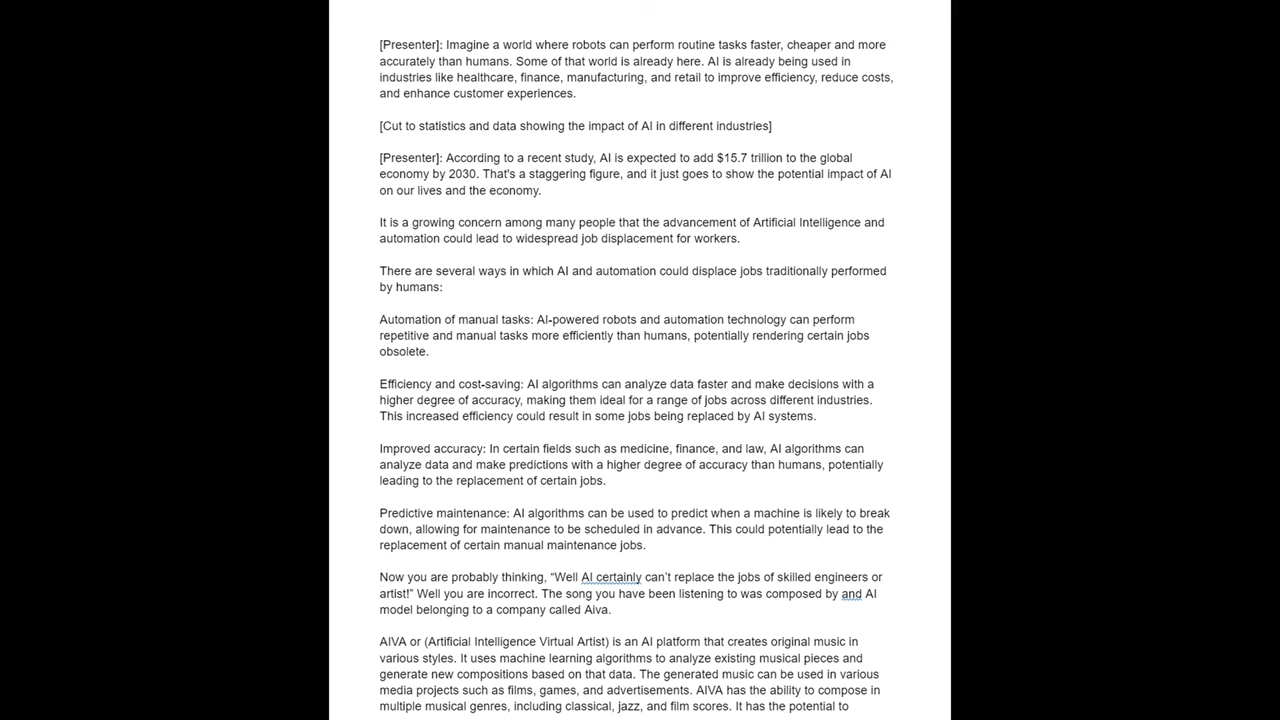 [Presenter]: Imagine a world where robots can perform routine tasks faster, cheaper and more
accurately than humans. Some of that world is already here. AI is already being used in
industries like healthcare, finance, manufacturing, and retail to improve efficiency, reduce costs,
and enhance customer experiences.
[Cut to statistics and data showing the impact of AI in different industries]
[Presenter]: According to a recent study, AI is expected to add $15.7 trillion to the global
economy by 2030. That's a staggering figure, and it just goes to show the potential impact of AI
on our lives and the economy.
It is a growing concern among many people that the advancement of Artificial Intelligence and
automation could lead to widespread job displacement for workers.
There are several ways in which AI and automation could displace jobs traditionally performed
by humans:
Automation of manual tasks: AI-powered robots and automation technology can perform
repetitive and manual tasks more efficiently than humans, potentially rendering certain jobs
obsolete.
Efficiency and cost-saving: AI algorithms can analyze data faster and make decisions with a
higher degree of accuracy, making them ideal for a range of jobs across different industries.
This increased efficiency could result in some jobs being replaced by AI systems.
Improved accuracy: In certain fields such as medicine, finance, and law, AI algorithms can
analyze data and make predictions with a higher degree of accuracy than humans, potentially
leading to the replacement of certain jobs.
Predictive maintenance: AI algorithms can be used to predict when a machine is likely to break
down, allowing for maintenance to be scheduled in advance. This could potentially lead to the
replacement of certain manual maintenance jobs.
Now you are probably thinking, “Well AI certainly can’t replace the jobs of skilled engineers or
artist!” Well you are incorrect. The song you have been listening to was composed by and AI
model belonging to a company called Aiva.
AIVA or (Artificial Intelligence Virtual Artist) is an AI platform that creates original music in
various styles. It uses machine learning algorithms to analyze existing musical pieces and
generate new compositions based on that data. The generated music can be used in various
media projects such as films, games, and advertisements. AIVA has the ability to compose in
multiple musical genres, including classical, jazz, and film scores. It has the potential to